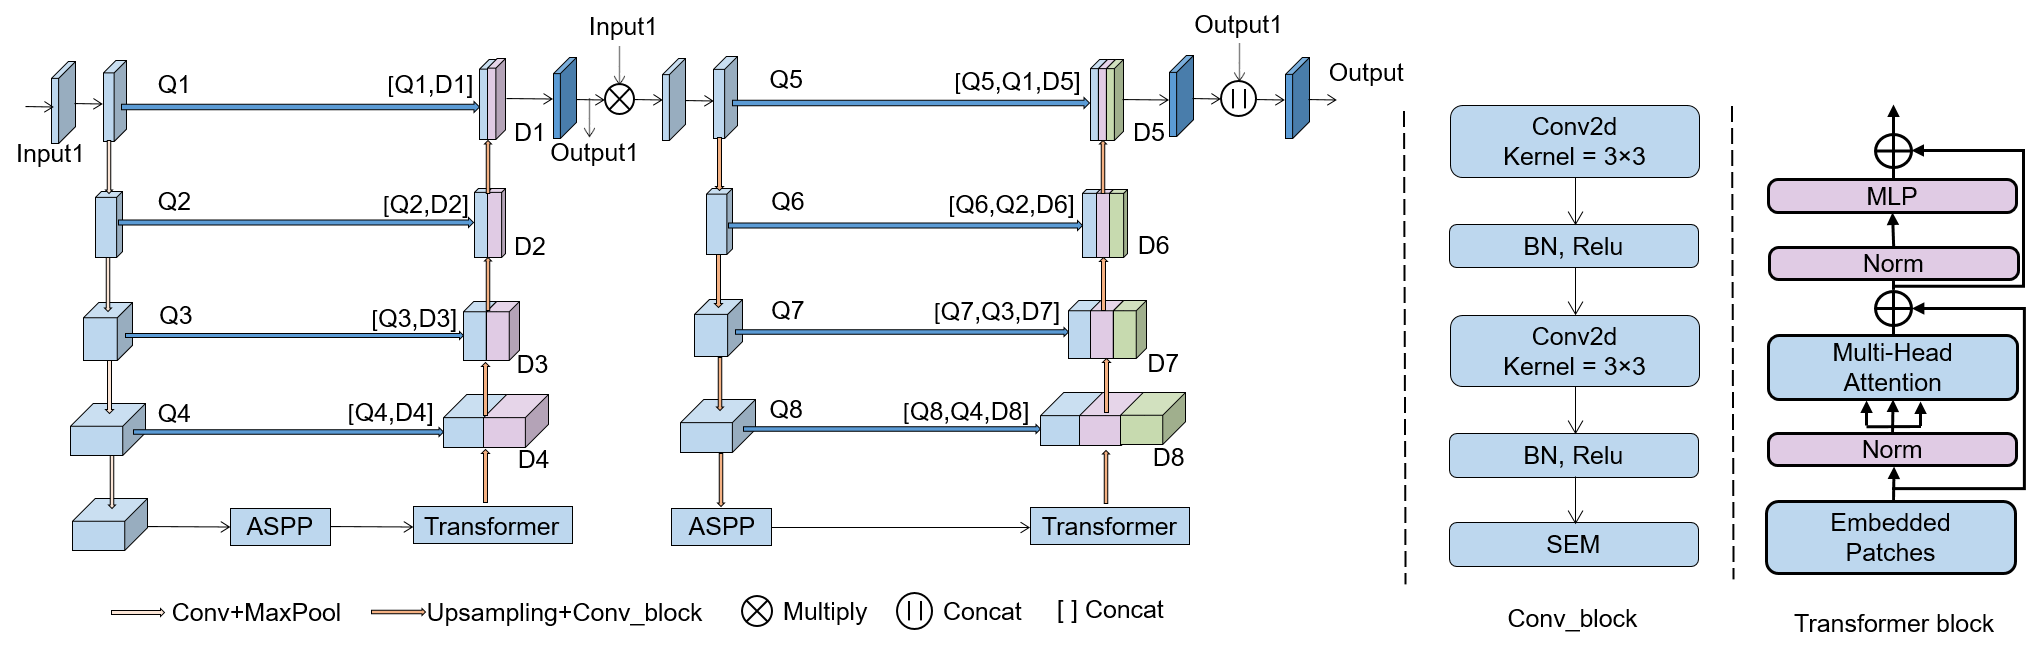 Input1
Output1
Q1
[Q1,D1]
Q5
[Q5,Q1,D5]
Output
Input1
D1
Output1
D5
Q2
[Q2,D2]
D2
Q6
[Q6,Q2,D6]
D6
Q3
[Q3,D3]
D3
Q7
[Q7,Q3,D7]
D7
Q4
[Q4,D4]
D4
Q8
[Q8,Q4,D8]
D8
ASPP
Transformer
ASPP
Transformer
Conv+MaxPool
Upsampling+Conv_block
Multiply
Concat
[ ] Concat
Conv2d
Kernel = 3×3
BN, Relu
Conv2d
Kernel = 3×3
BN, Relu
SEM
Conv_block
MLP
Norm
Multi-Head
Attention
Norm
Embedded
Patches
Transformer block